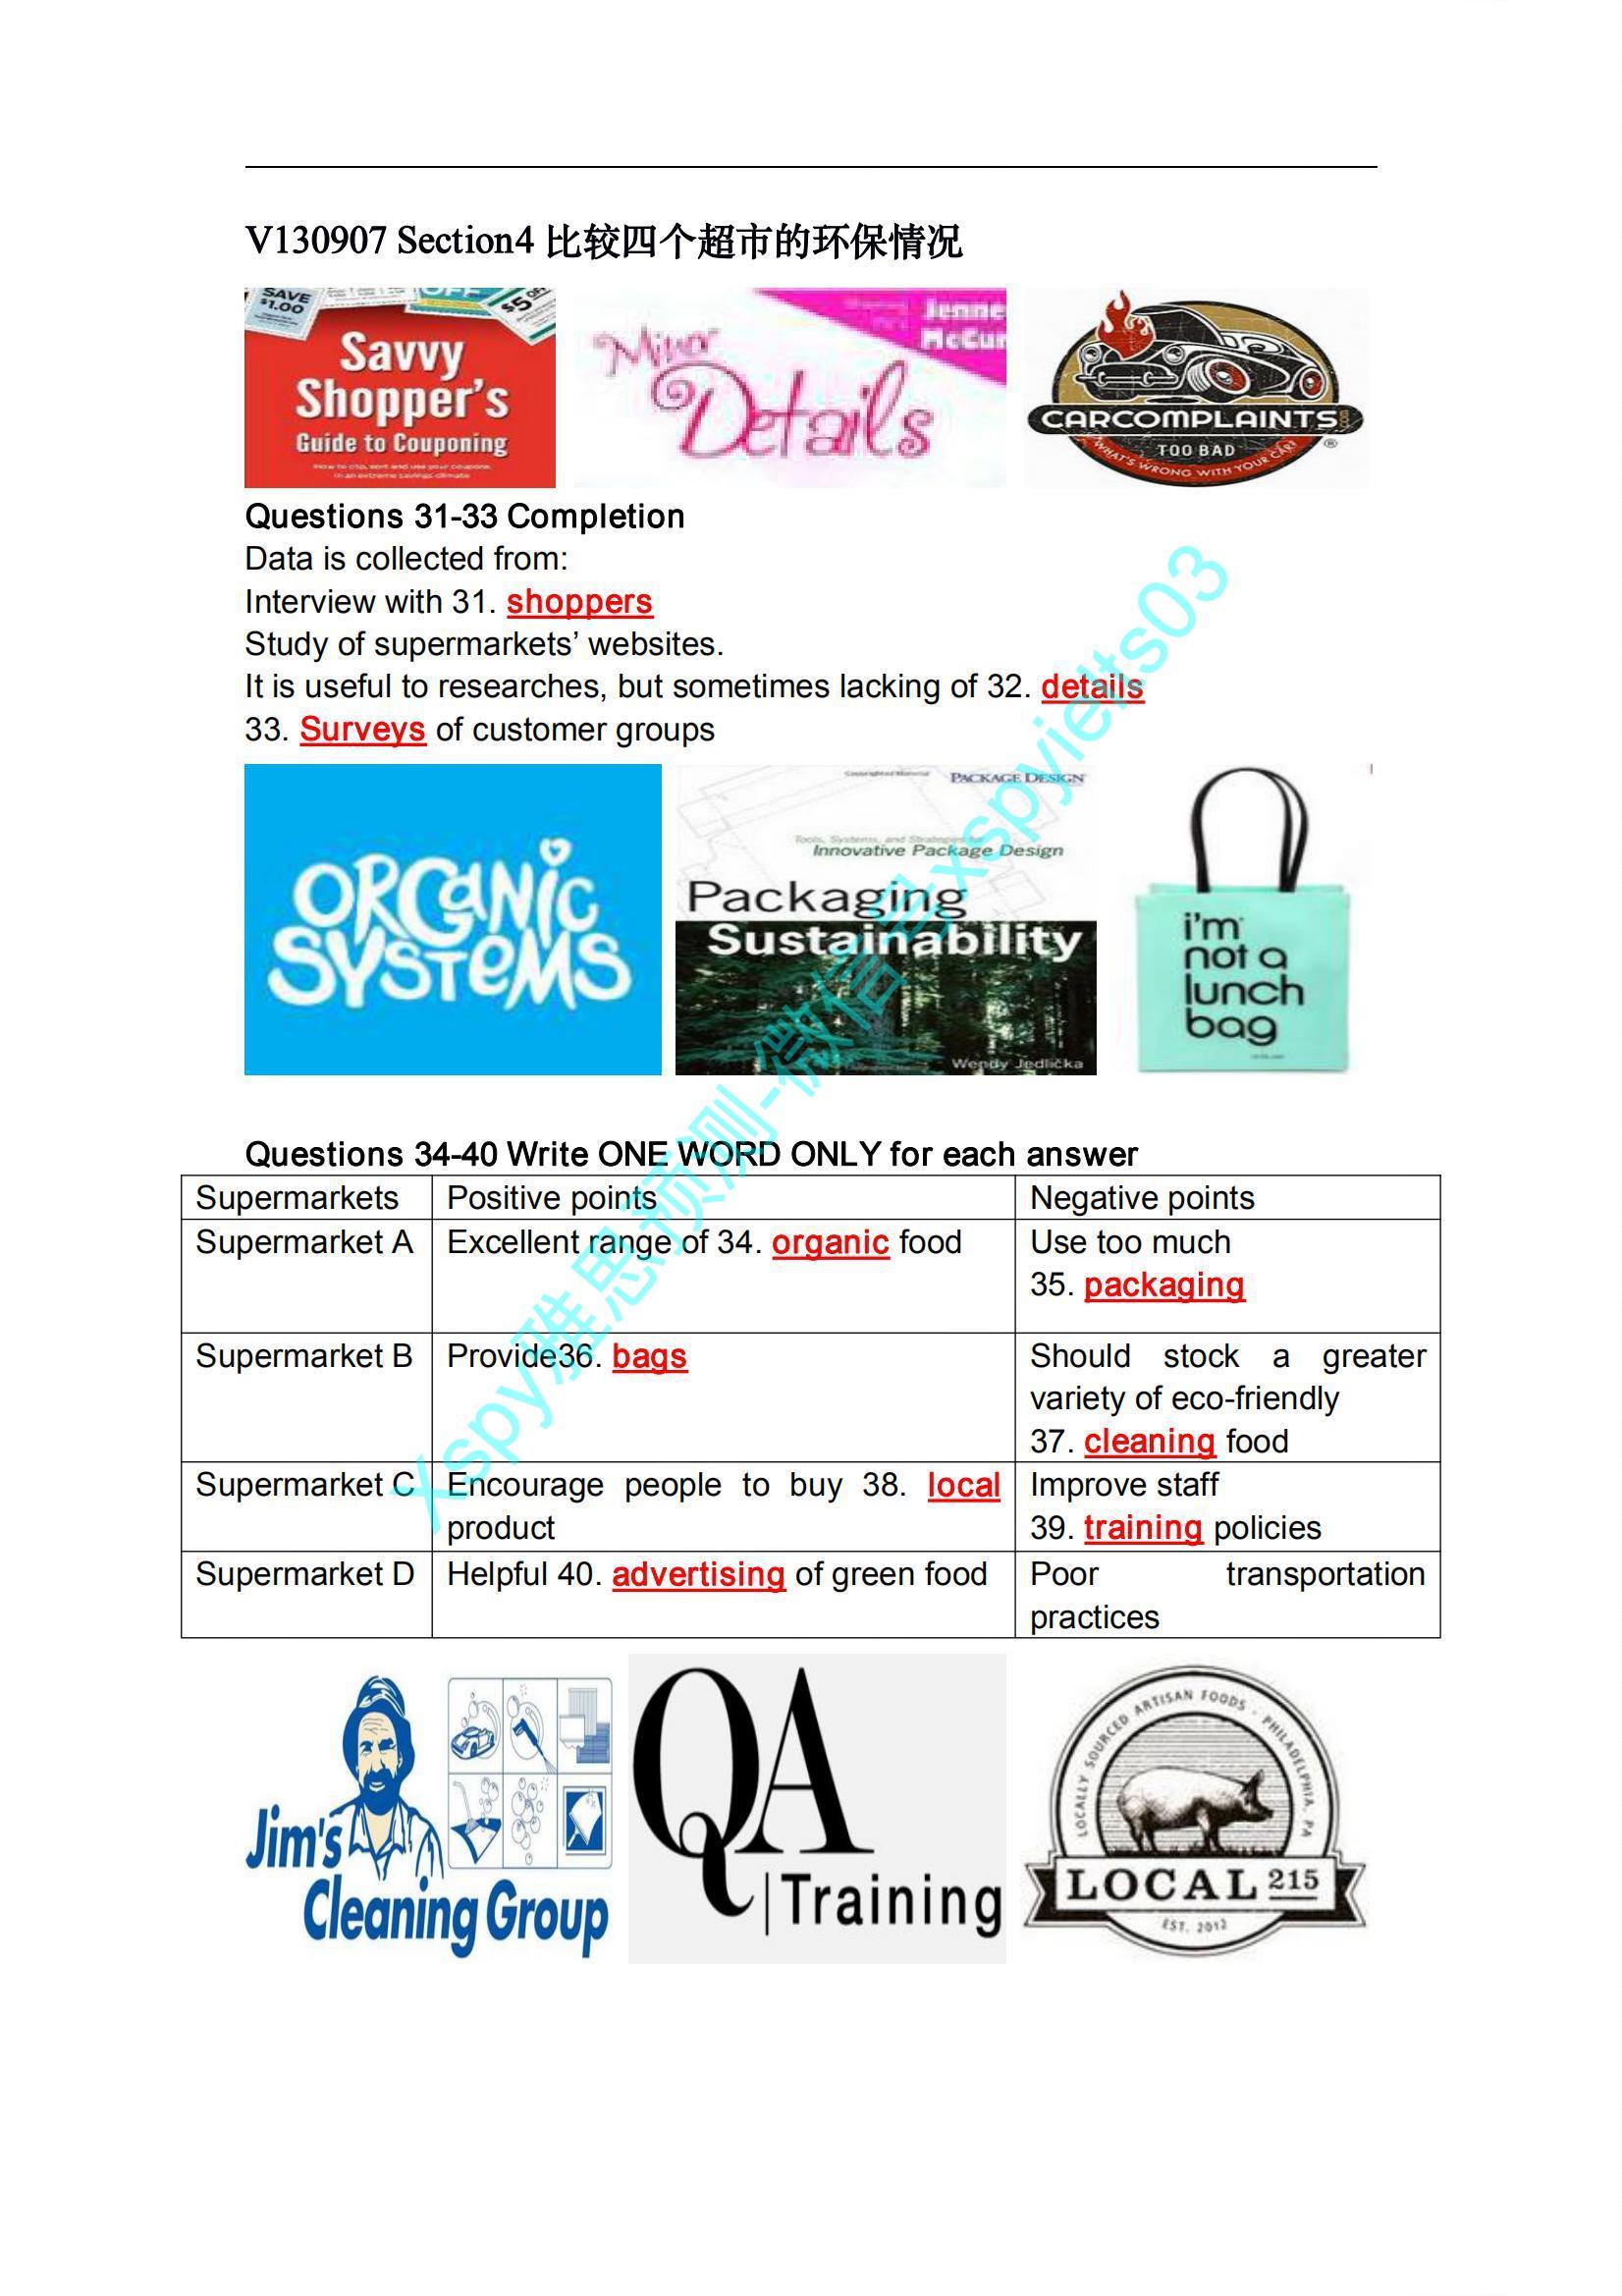 V130907 Section4 比较四个超市的环保情况
SAVE
$1.00
OFF
$5 OFF
Savvy
Shopper's
Guide to Couponing
How to clip, sort and use your coupons
in an extreme savings climate
Jenne
McCur
Minor
Details
CARCOMPLAINTS.com
TOO BAD
WHAT'S WRONG WITH YOUR CAR?
®
Questions 31-33 Completion
Data is collected from:
Interview with 31. shoppers
Study of supermarkets’ websites.
It is useful to researches, but sometimes lacking of 32. details
33. Surveys of customer groups
ORGANIC
SYSTEMS
Copyrighted Material
PACKAGE DESIGN
Tools, Systems, and Strategies for
Innovative Package Design
Packaging
Sustainability
Wendy Jedlička
i'm
not a
lunch
bag
Questions 34-40 Write ONE WORD ONLY for each answer
Supermarkets Positive points Negative points
Supermarket A Excellent range of 34. organic food Use too much
35. packaging
Supermarket B Provide36. bags Should stock a greater
variety of eco-friendly
37. cleaning food
Supermarket C Encourage people to buy 38. local Improve staff
product 39. training policies
Supermarket D Helpful 40. advertising of green food Poor transportation
practices
Xspy雅思预测-微信号xspyielts03
Jim's
Cleaning Group
QA
Training
LOCALLY SOURCED ARTISAN FOODS - PHILADELPHIA, PA
LOCAL 215
EST. 2012